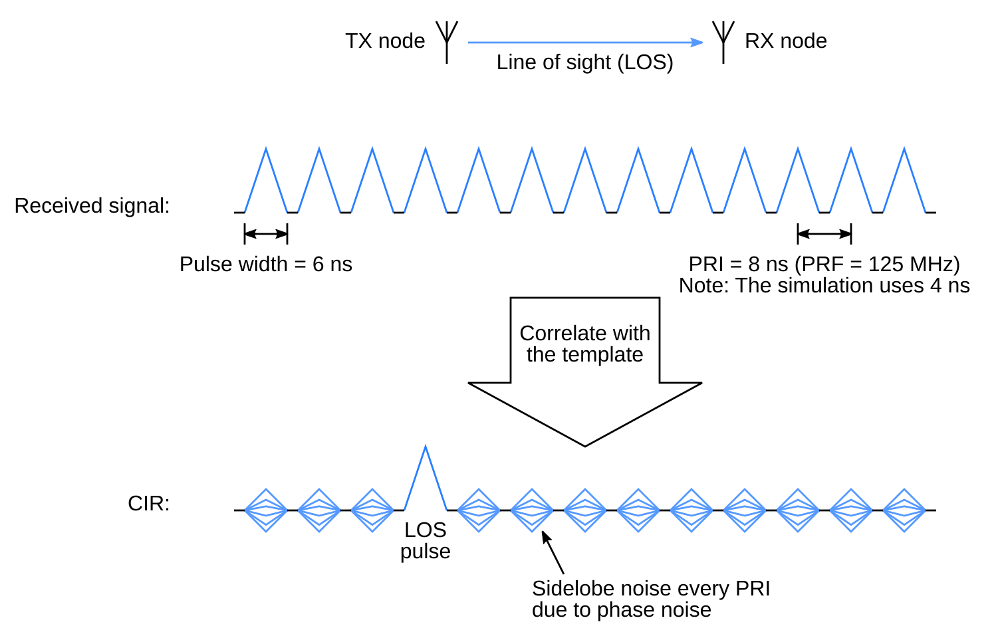 TX node
RX node
Line of sight (LOS)
Received signal:
Pulse width = 6 ns
PRI = 8 ns (PRF = 125 MHz)
Note: The simulation uses 4 ns
Correlate with
the template
CIR:
LOS
pulse
Sidelobe noise every PRI
due to phase noise